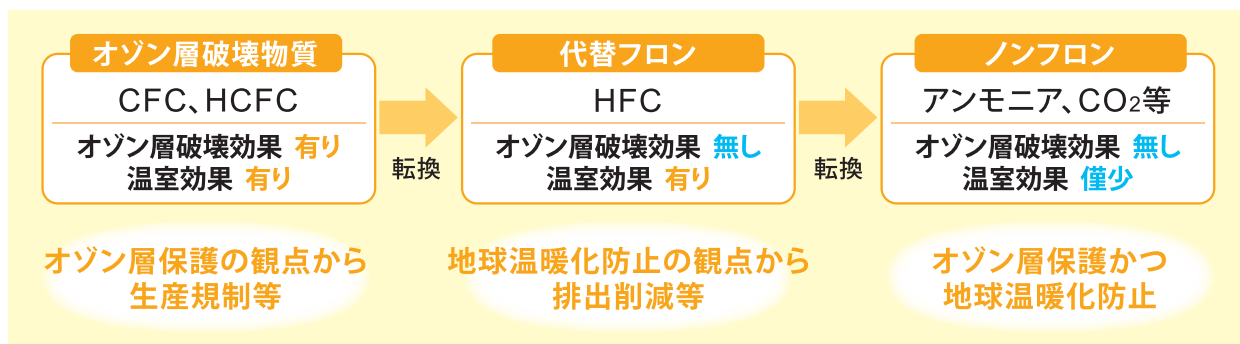 オゾン層破壊物質
CFC、HCFC
オゾン層破壊効果 有り
温室効果 有り
オゾン層保護の観点から
生産規制等
転換
代替フロン
HFC
オゾン層破壊効果 無し
温室効果 有り
地球温暖化防止の観点から
排出削減等
転換
ノンフロン
アンモニア、CO₂等
オゾン層破壊効果 無し
温室効果 僅少
オゾン層保護かつ
地球温暖化防止